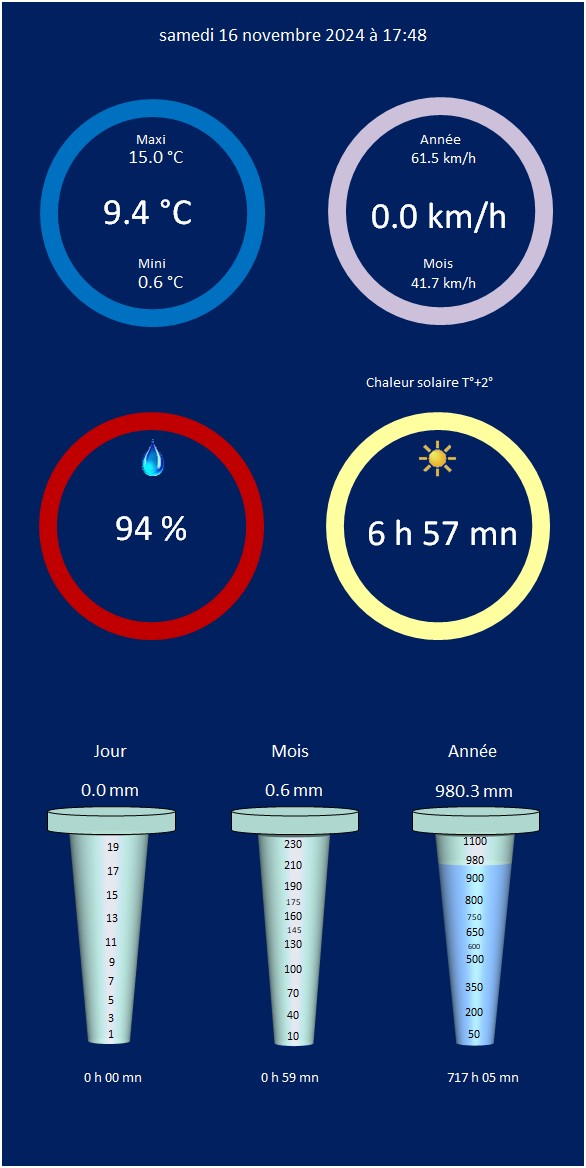 samedi 16 novembre 2024 à 17:48
Maxi
15.0 °C
9.4 °C
Mini
0.6 °C
Année
61.5 km/h
0.0 km/h
Mois
41.7 km/h
Chaleur solaire T°+2°
94 %
6 h 57 mn
Jour
0.0 mm
19
17
15
13
11
9
7
5
3
1
0 h 00 mn
Mois
0.6 mm
230
210
190
175
160
145
130
100
70
40
10
0 h 59 mn
Année
980.3 mm
1100
980
900
800
750
650
600
500
350
200
50
717 h 05 mn